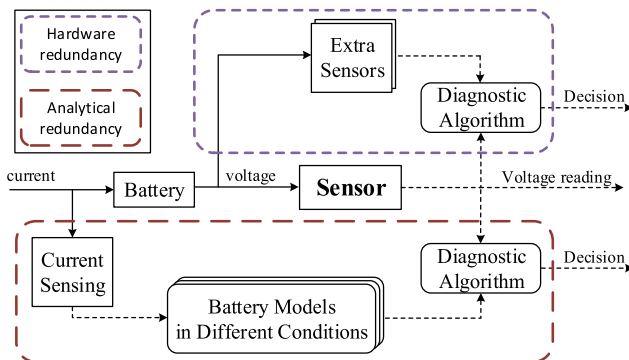 Hardware
redundancy
Analytical
redundancy
Extra
Sensors
Diagnostic
Algorithm
Decision
current
Battery
voltage
Sensor
Voltage reading
Current
Sensing
Battery Models
in Different Conditions
Diagnostic
Algorithm
Decision